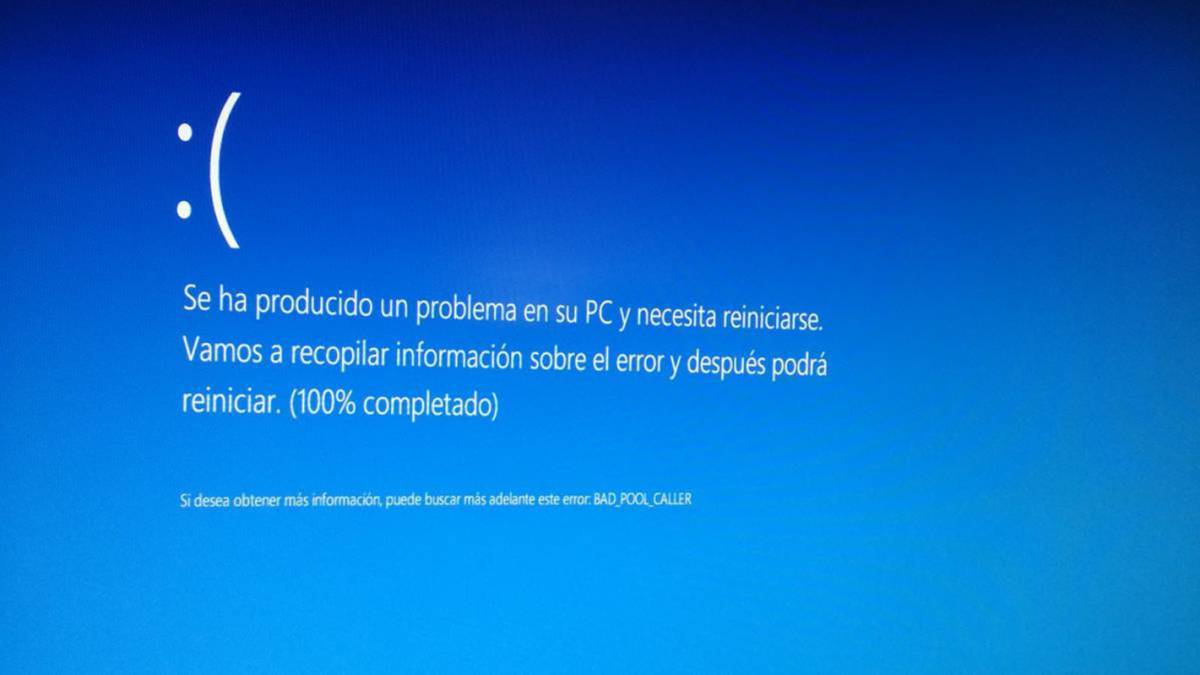 :(
Se ha producido un problema en su PC y necesita reiniciarse.
Vamos a recopilar información sobre el error y después podrá
reiniciar. (100% completado)
Si desea obtener más información, puede buscar más adelante este error: BAD_POOL_CALLER